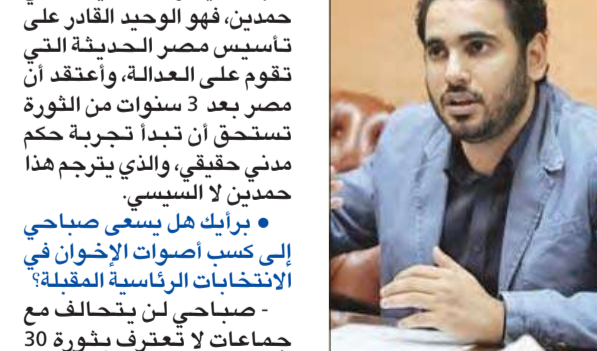 حمدين، فهو الوحيد القادر على
تأسيس مصر الحديثة التي
تقوم على العدالة، وأعتقد أن
مصر بعد 3 سنوات من الثورة
تستحق أن تبدأ تجربة حكم
مدني حقيقي، والذي يترجم هذا
حمدين لا السيسي.
● برأيك هل يسعى صباحي
إلى كسب أصوات الإخوان في
الانتخابات الرئاسية المقبلة؟
- صباحي لن يتحالف مع
جماعات لا تعترف بثورة 30